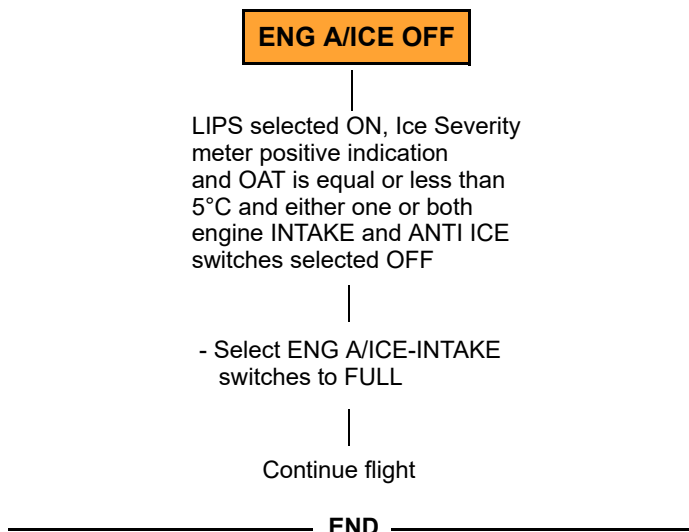 ENG A/ICE OFF
LIPS selected ON, Ice Severity
meter positive indication
and OAT is equal or less than
5°C and either one or both
engine INTAKE and ANTI ICE
switches selected OFF
- Select ENG A/ICE-INTAKE
switches to FULL
Continue flight
END